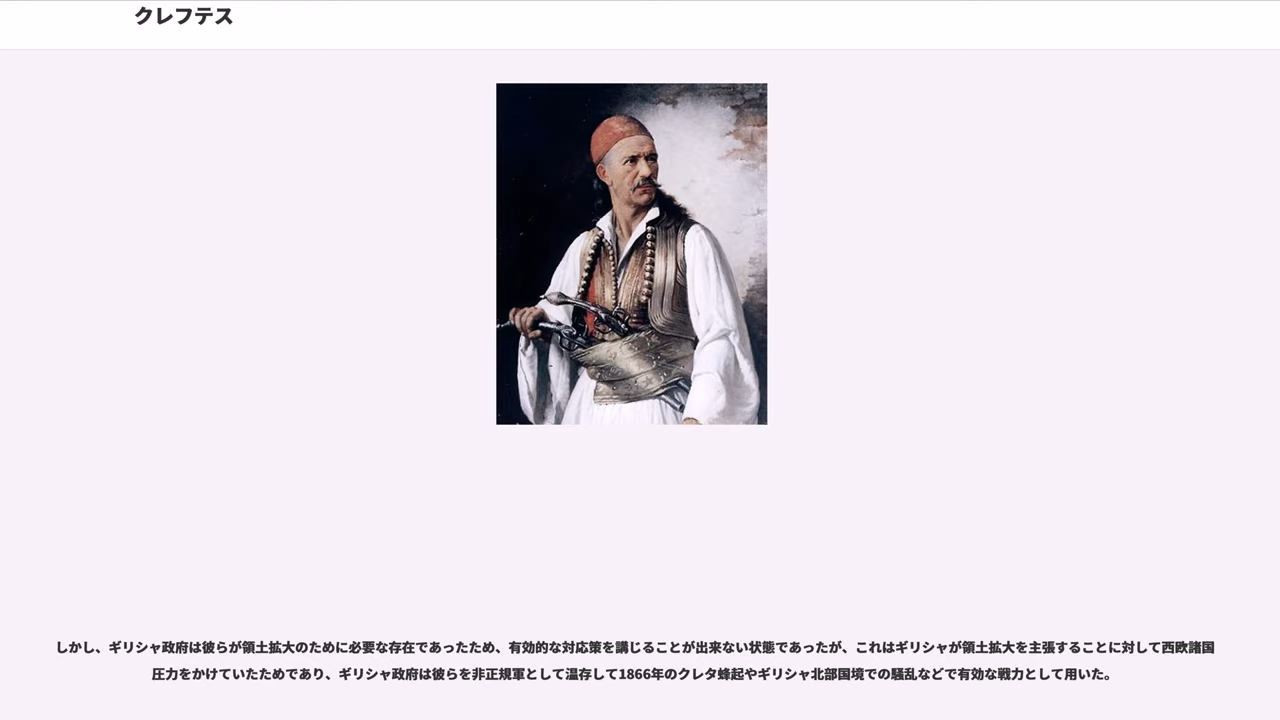 クレフテス
しかし、ギリシャ政府は彼らが領土拡大のために必要な存在であったため、有効的な対応策を講じることが出来ない状態であったが、これはギリシャが領土拡大を主張することに対して西欧諸国
圧力をかけていたためであり、ギリシャ政府は彼らを非正規軍として温存して1866年のクレタ蜂起やギリシャ北部国境での騒乱などで有効な戦力として用いた。